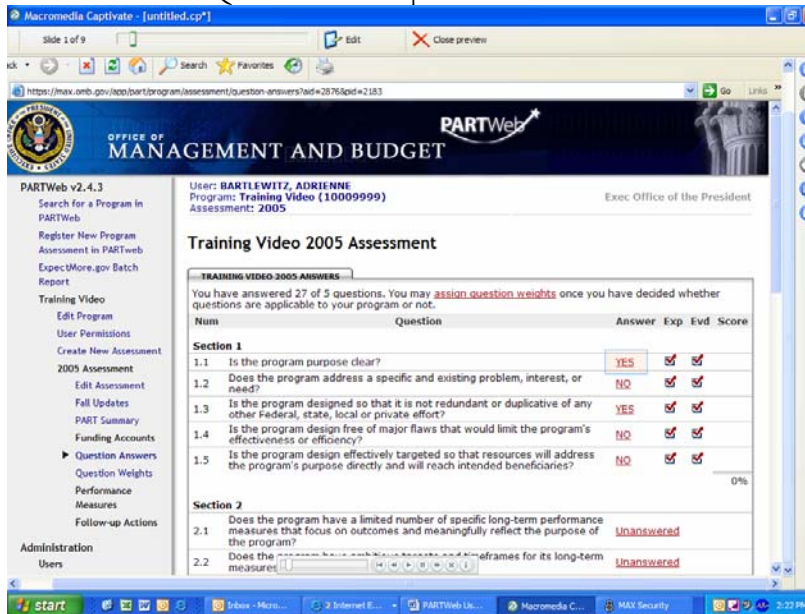 Macromedia Captivate - [untitled.cp*]
Slide 1 of 9
Edit
Close preview
Search
Favorites
https://max.omb.gov/app/part/program/assessment/question-answers?aid=2876&pid=2183
Go
Links
OFFICE OF
MANAGEMENT AND BUDGET
PARTWeb
PARTWeb v2.4.3
Search for a Program in
PARTWeb
Register New Program
Assessment in PARTweb
ExpectMore.gov Batch
Report
Training Video
Edit Program
User Permissions
Create New Assessment
2005 Assessment
Edit Assessment
Fall Updates
PART Summary
Funding Accounts
Question Answers
Question Weights
Performance
Measures
Follow-up Actions
Administration
Users
User: BARTLEWITZ, ADRIENNE
Program: Training Video (10009999)
Assessment: 2005
Exec Office of the President
Training Video 2005 Assessment
TRAINING VIDEO 2005 ANSWERS
You have answered 27 of 5 questions. You may assign question weights once you have decided whether
questions are applicable to your program or not.
Num Question Answer Exp Evd Score
Section 1
1.1 Is the program purpose clear? YES
1.2 Does the program address a specific and existing problem, interest, or
need? NO
1.3 Is the program designed so that it is not redundant or duplicative of any
other Federal, state, local or private effort? YES
1.4 Is the program design free of major flaws that would limit the program's
effectiveness or efficiency? NO
1.5 Is the program design effectively targeted so that resources will address
the program's purpose directly and will reach intended beneficiaries? NO
0%
Section 2
2.1 Does the program have a limited number of specific long-term performance
measures that focus on outcomes and meaningfully reflect the purpose of
the program? Unanswered
2.2 Does the program have ambitious targets and timeframes for its long-term
measures Unanswered
start
Inbox - Micro...
2 Internet E...
PARTWeb Us...
Macromedia C...
MAX Security